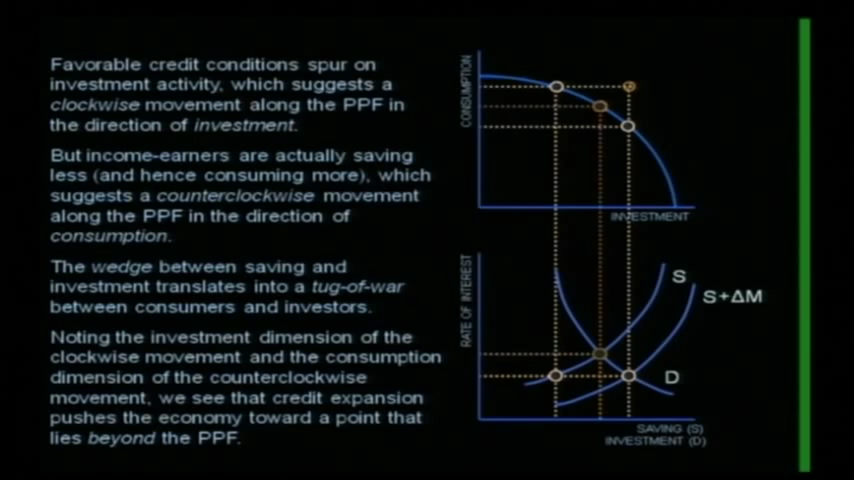 Favorable credit conditions spur on
investment activity, which suggests a
clockwise movement along the PPF in
the direction of investment.
But income-earners are actually saving
less (and hence consuming more), which
suggests a counterclockwise movement
along the PPF in the direction of
consumption.
The wedge between saving and
investment translates into a tug-of-war
between consumers and investors.
Noting the investment dimension of the
clockwise movement and the consumption
dimension of the counterclockwise
movement, we see that credit expansion
pushes the economy toward a point that
lies beyond the PPF.
CONSUMPTION
INVESTMENT
RATE OF INTEREST
S
S+ΔM
D
SAVING (S)
INVESTMENT (D)